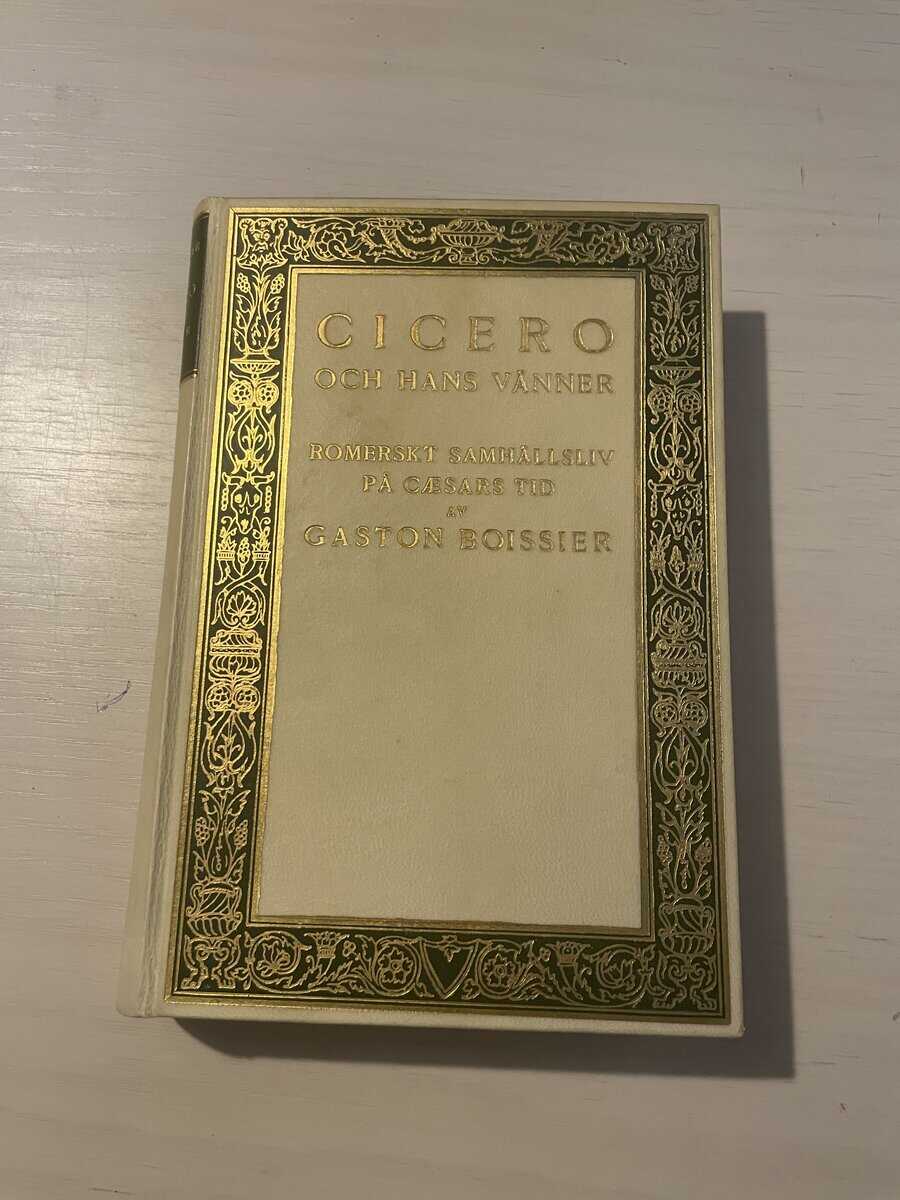 CICERO
OCH HANS VÄNNER
ROMERSKT SAMHÄLLSLIV
PÅ CÆSARS TID
AV
GASTON BOISSIER